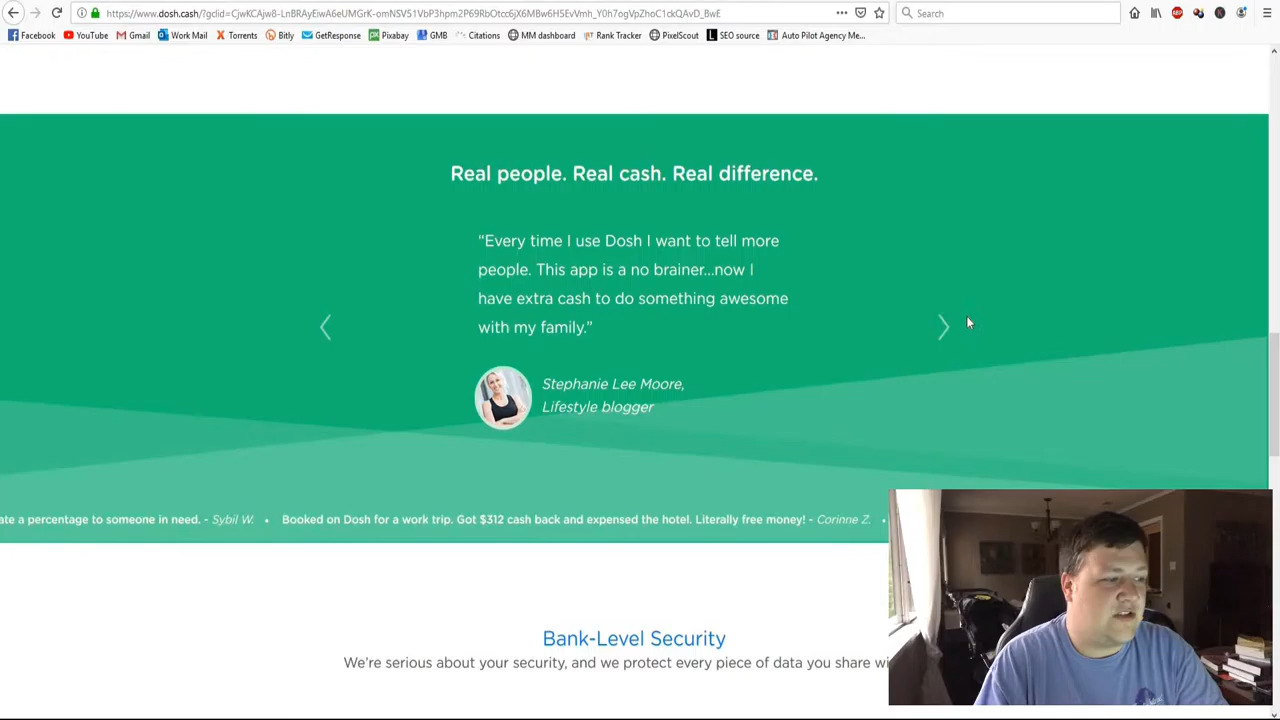 https://www.dosh.cash/?gclid=CjwKCAjw8-LnBRAyEiwA6eUMGrK-omNSV51VbP3hpm2P69RbOtcc6jX6MBw6H5EvVmh_Y0h7ogVpZhoC1ckQAvD_BwE
Search
Facebook YouTube Gmail Work Mail Torrents Bitly GetResponse Pixabay GMB Citations MM dashboard Rank Tracker PixelScout SEO source Auto Pilot Agency Me...
Real people. Real cash. Real difference.
“Every time I use Dosh I want to tell more
people. This app is a no brainer...now I
have extra cash to do something awesome
with my family.”
Stephanie Lee Moore,
Lifestyle blogger
ate a percentage to someone in need. - Sybil W. • Booked on Dosh for a work trip. Got $312 cash back and expensed the hotel. Literally free money! - Corinne Z. •
Bank-Level Security
We’re serious about your security, and we protect every piece of data you share wi